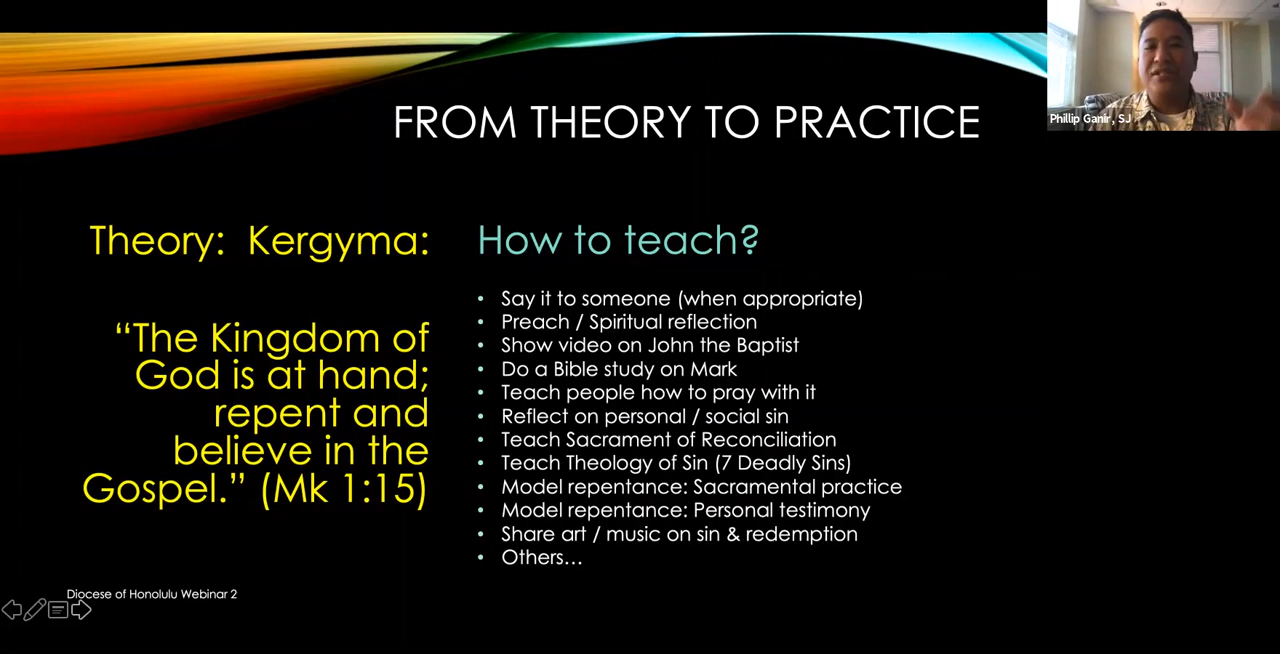 Phillip Ganir, SJ
FROM THEORY TO PRACTICE
Theory: Kergyma:
“The Kingdom of
God is at hand;
repent and
believe in the
Gospel.” (Mk 1:15)
How to teach?
• Say it to someone (when appropriate)
• Preach / Spiritual reflection
• Show video on John the Baptist
• Do a Bible study on Mark
• Teach people how to pray with it
• Reflect on personal / social sin
• Teach Sacrament of Reconciliation
• Teach Theology of Sin (7 Deadly Sins)
• Model repentance: Sacramental practice
• Model repentance: Personal testimony
• Share art / music on sin & redemption
• Others…
Diocese of Honolulu Webinar 2